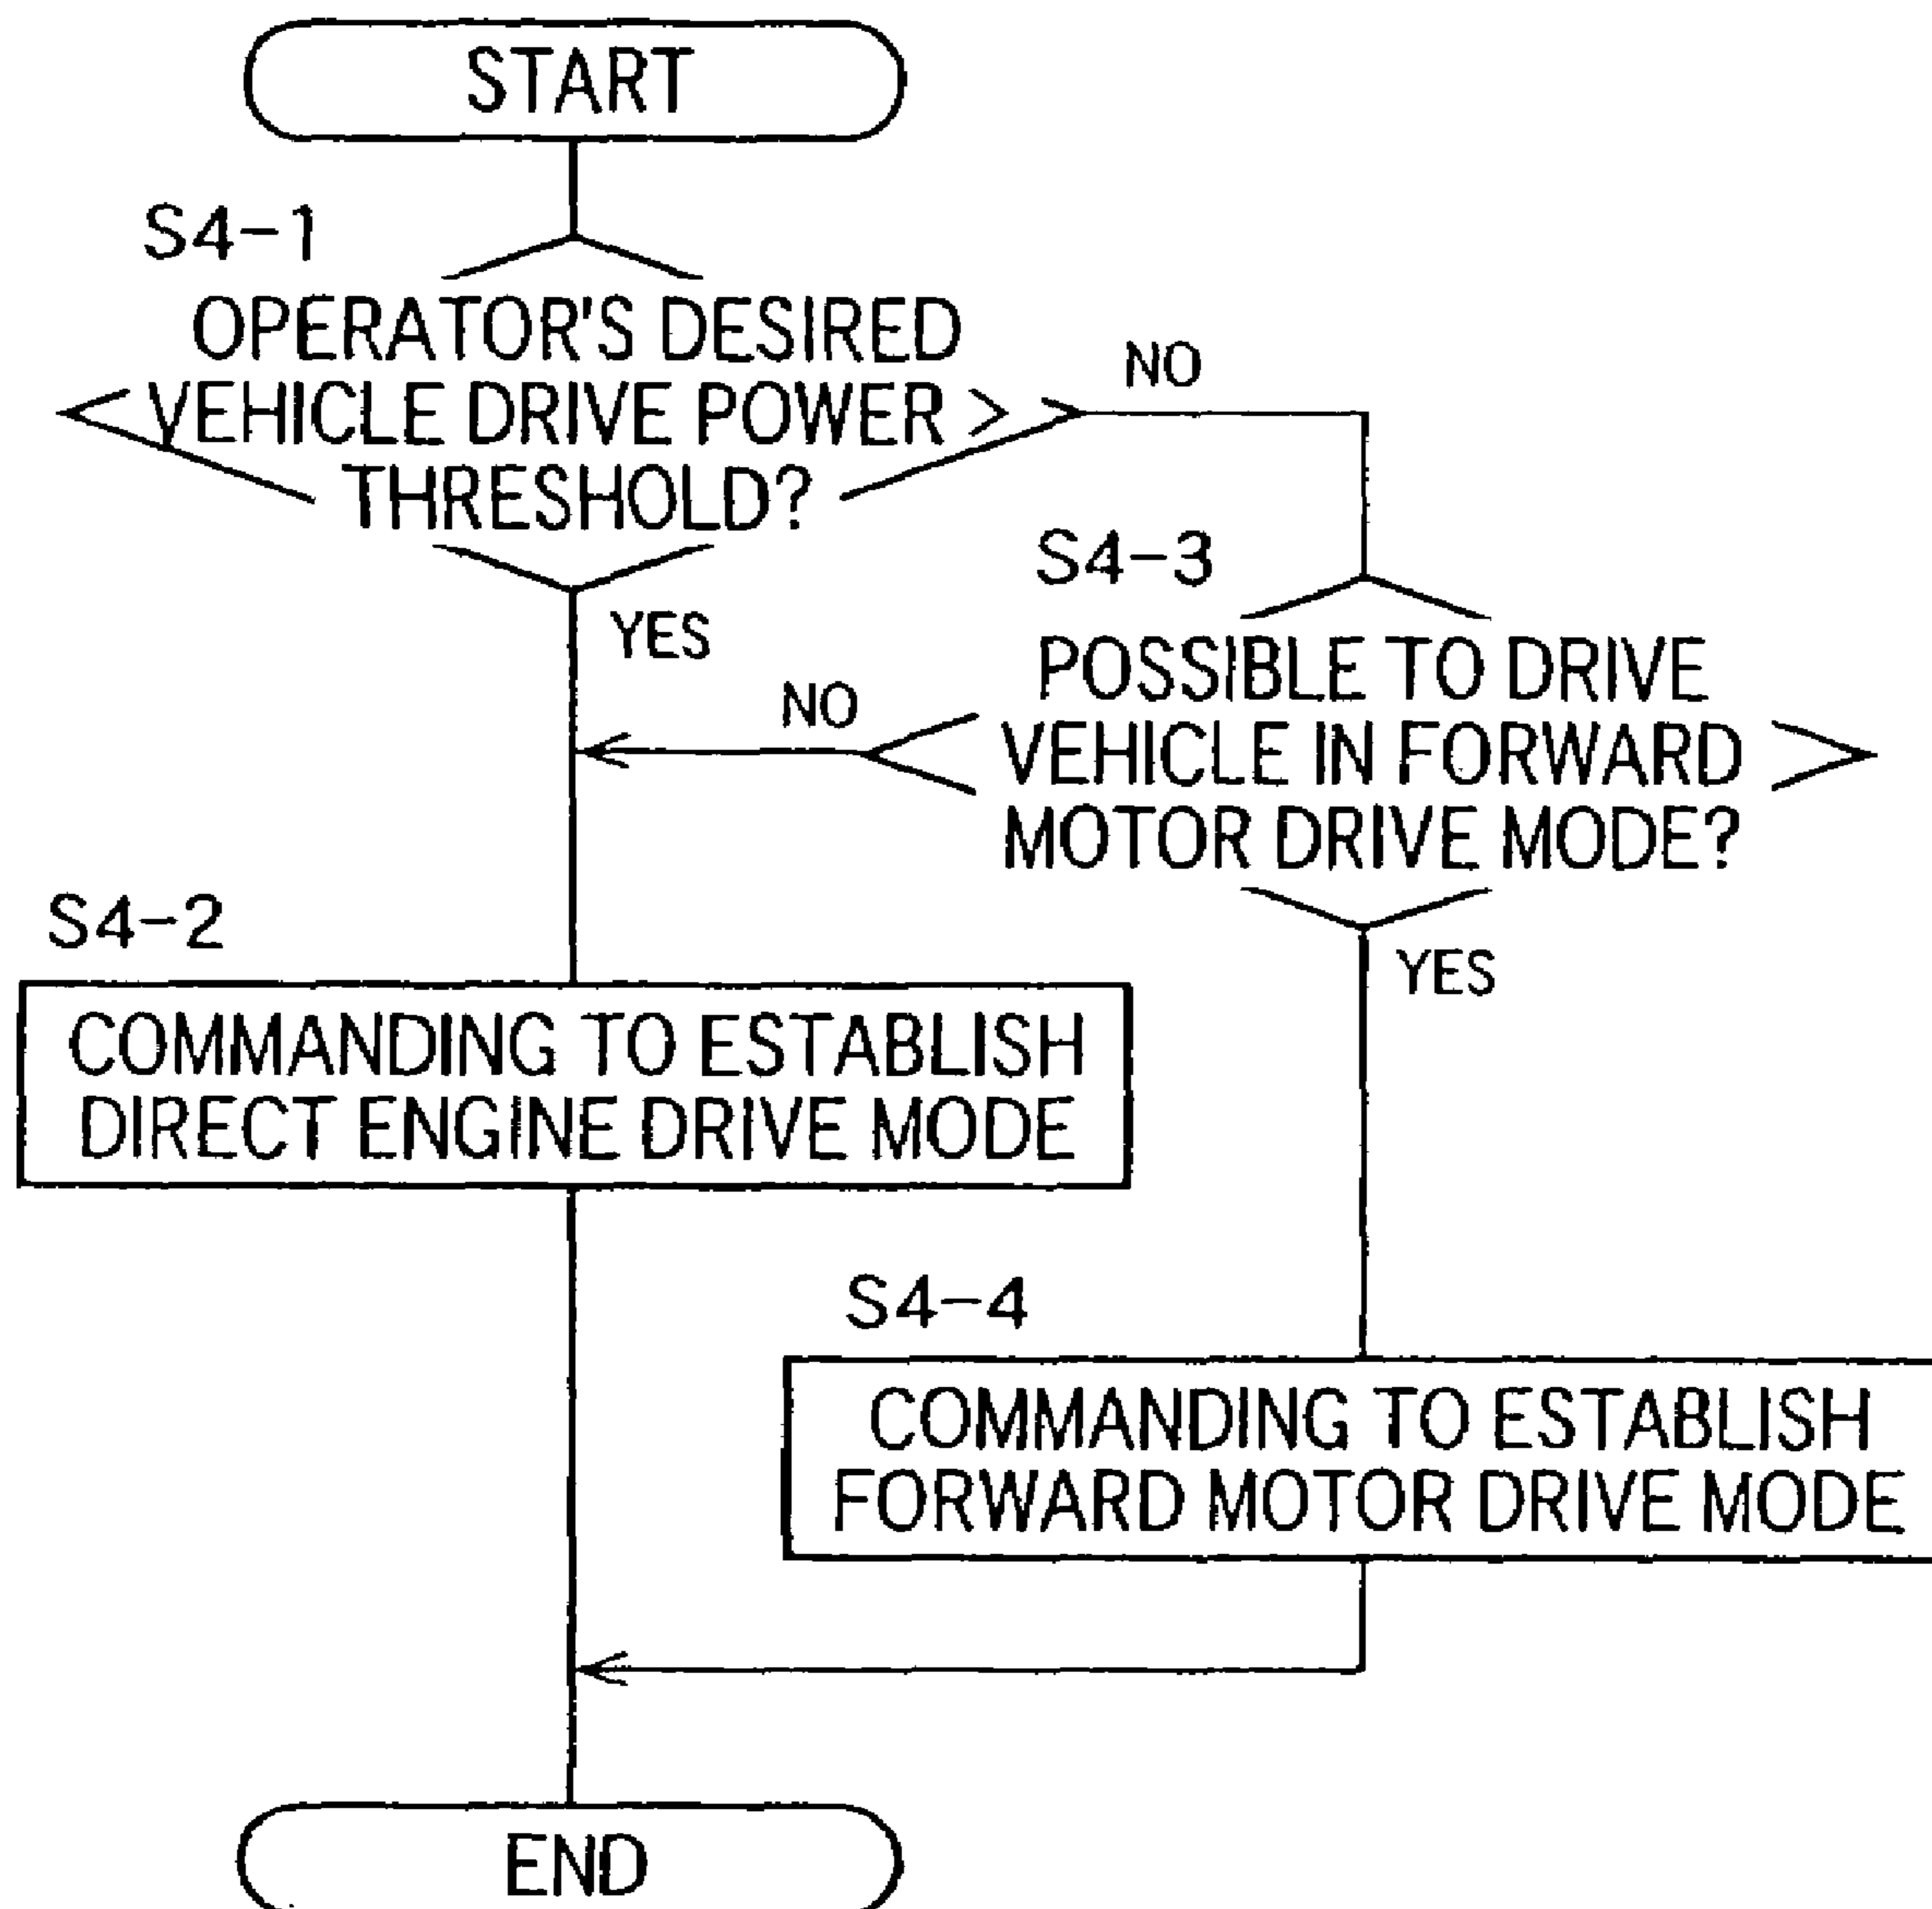 START
S4-1
OPERATOR'S DESIRED
VEHICLE DRIVE POWER >
THRESHOLD?
NO
YES
S4-3
POSSIBLE TO DRIVE
VEHICLE IN FORWARD
MOTOR DRIVE MODE?
NO
YES
S4-2
COMMANDING TO ESTABLISH
DIRECT ENGINE DRIVE MODE
S4-4
COMMANDING TO ESTABLISH
FORWARD MOTOR DRIVE MODE
END